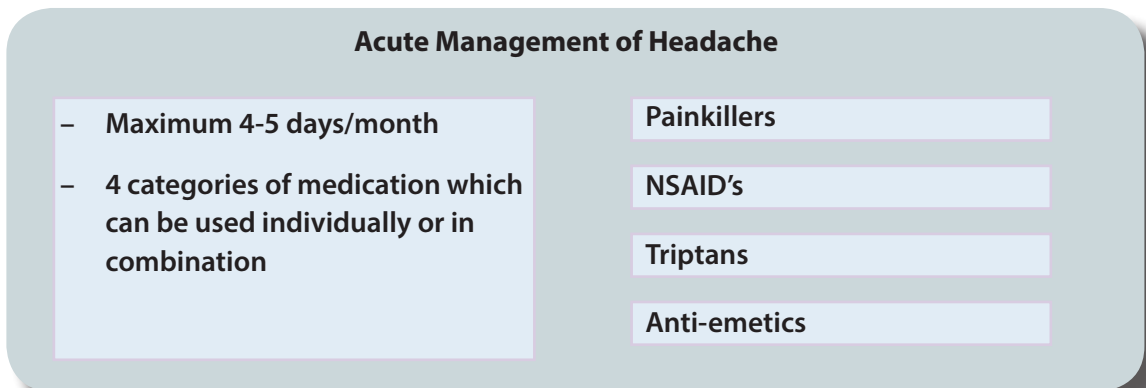 Acute Management of Headache
– Maximum 4-5 days/month
– 4 categories of medication which
can be used individually or in
combination
Painkillers
NSAID's
Triptans
Anti-emetics